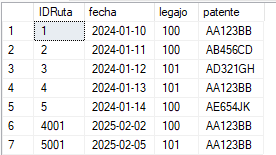 IDRuta fecha legajo patente
1 1 2024-01-10 100 AA123BB
2 2 2024-01-11 100 AB456CD
3 3 2024-01-12 101 AD321GH
4 4 2024-01-13 101 AA123BB
5 5 2024-01-14 100 AE654JK
6 4001 2025-02-02 100 AA123BB
7 5001 2025-02-05 101 AA123BB